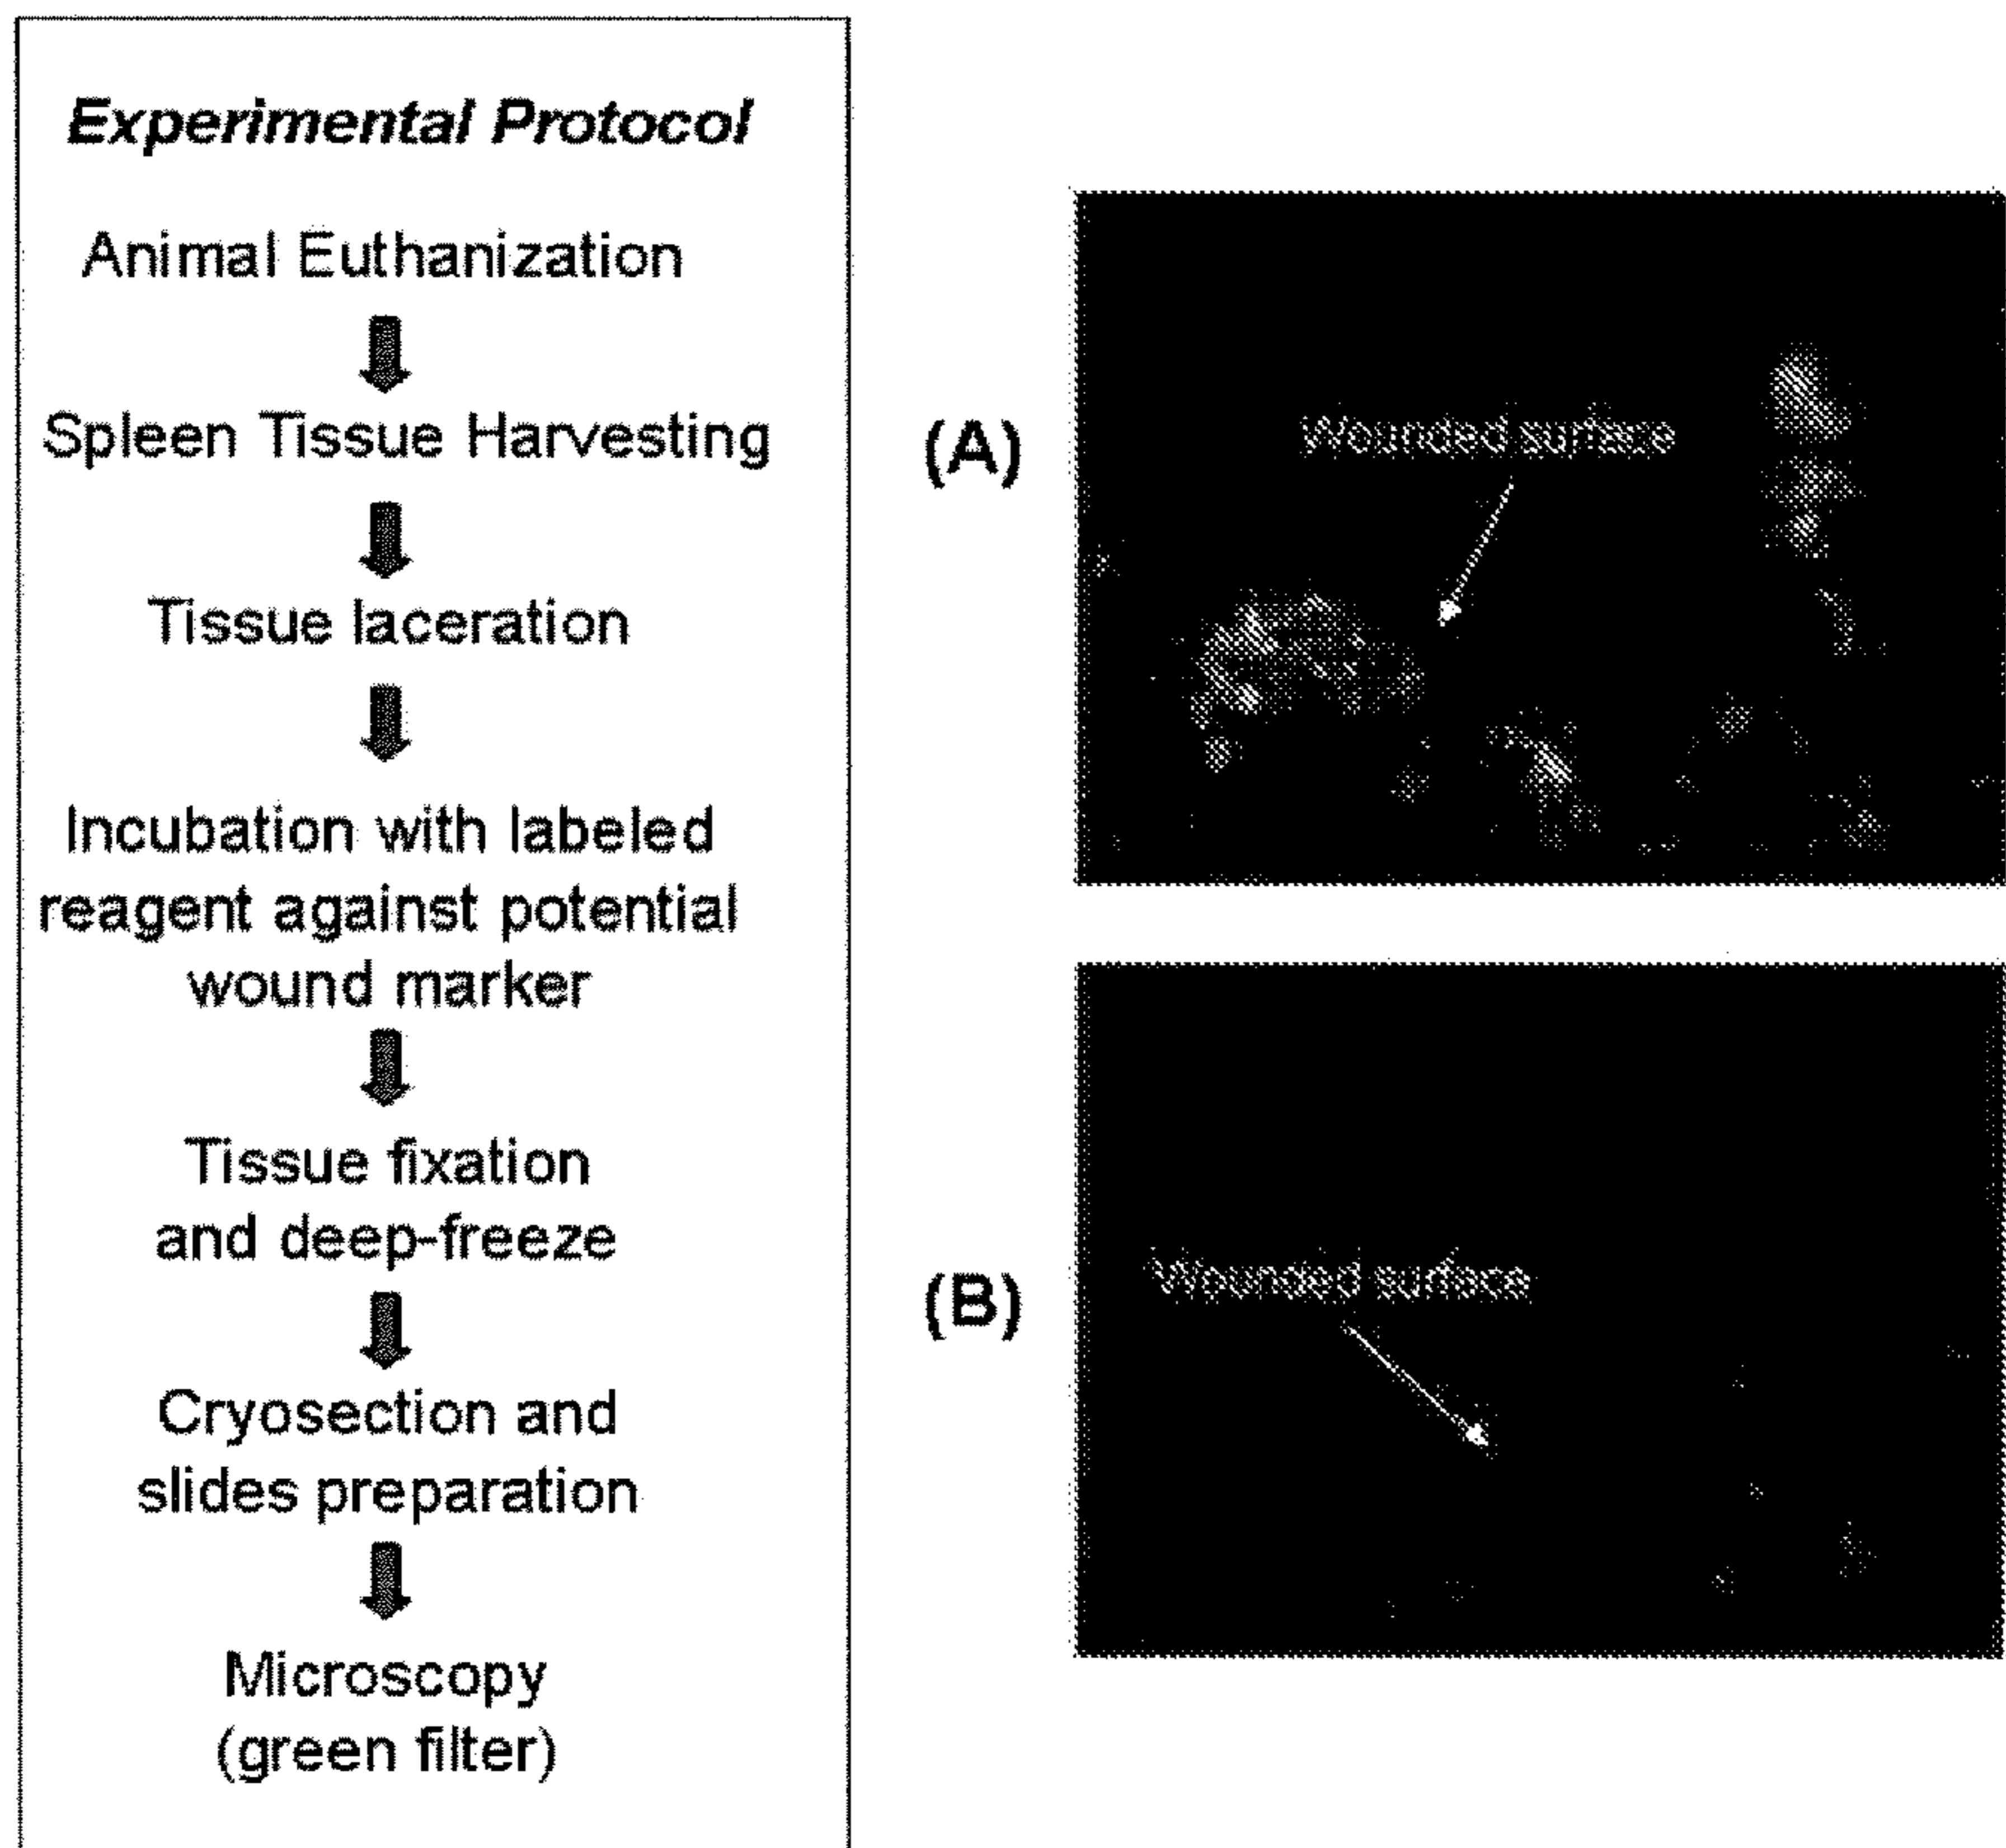 Experimental Protocol
Animal Euthanization
Spleen Tissue Harvesting
Tissue laceration
Incubation with labeled
reagent against potential
wound marker
Tissue fixation
and deep-freeze
Cryosection and
slides preparation
Microscopy
(green filter)
(A)
Wounded surface
(B)
Wounded surface